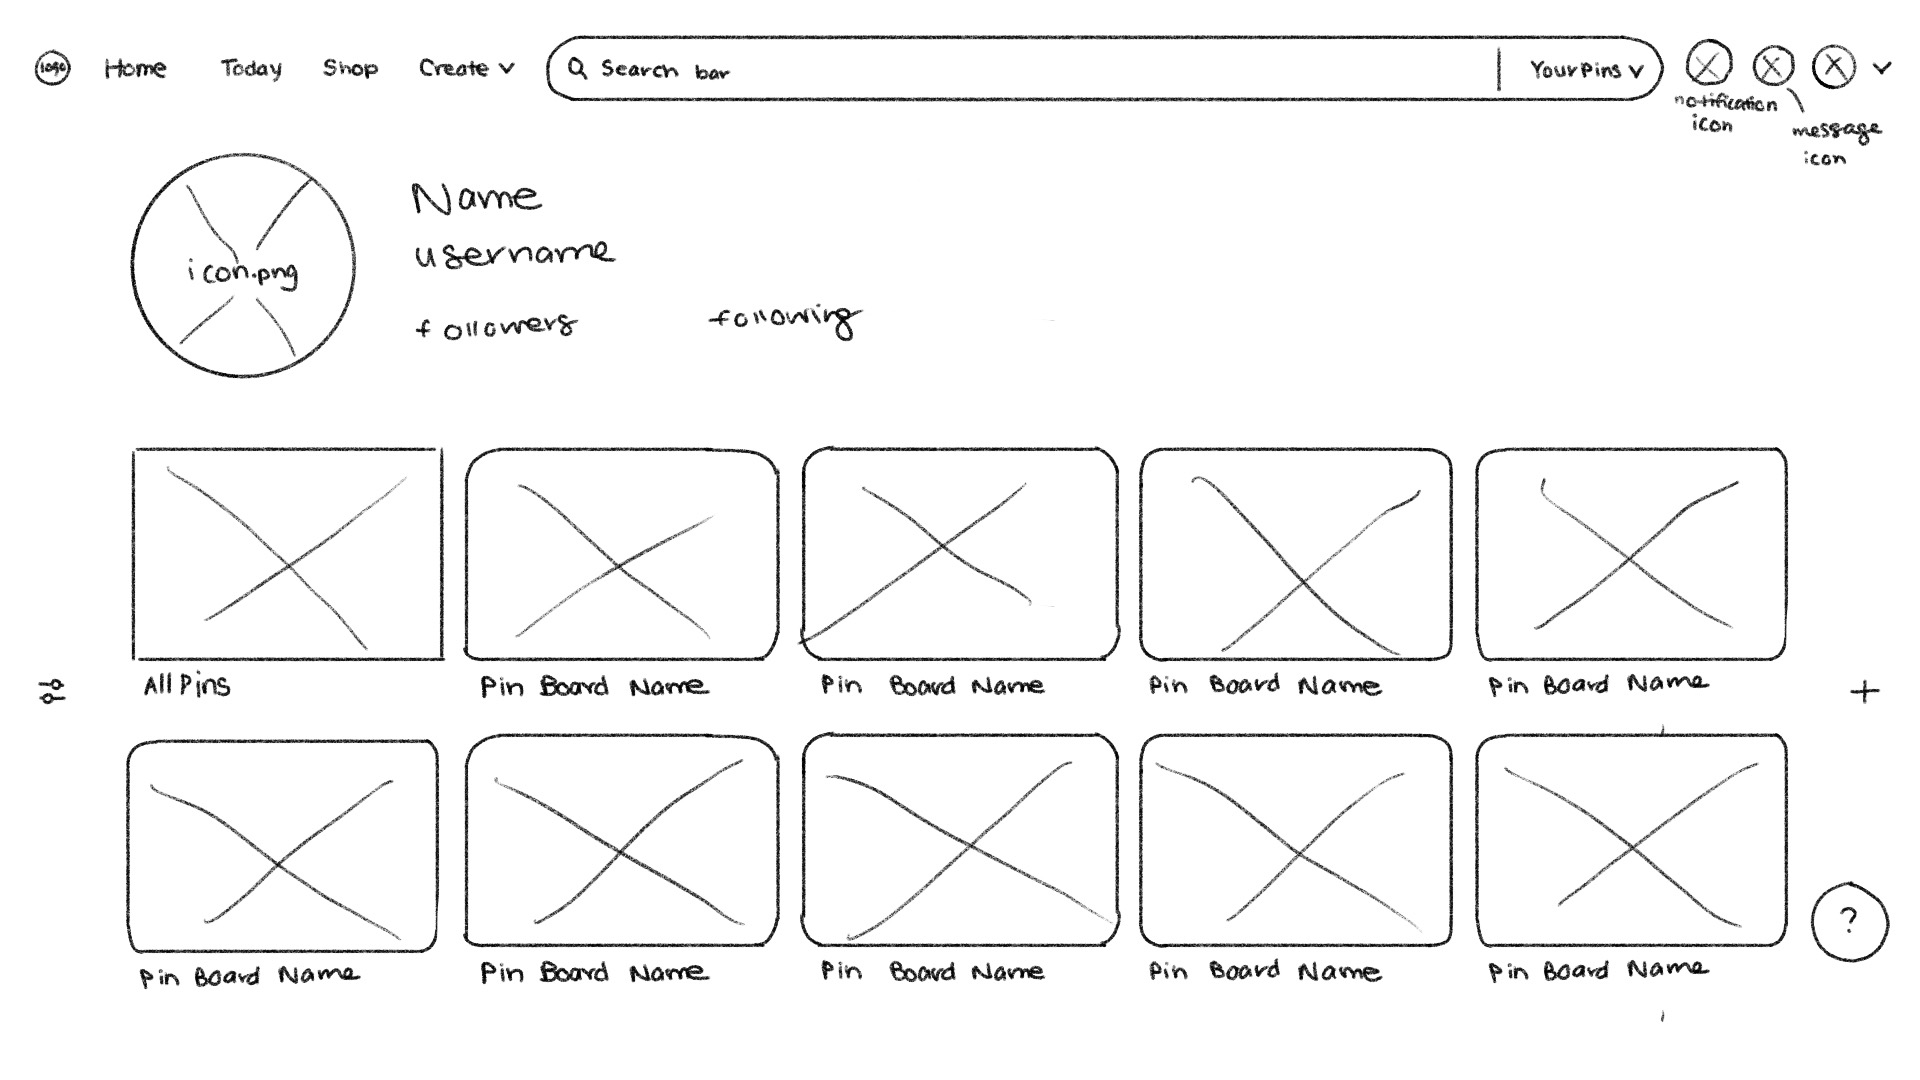 logo
Home
Today
Shop
Create
Search bar
Your Pins
notification
icon
message
icon
icon.png
Name
username
followers
following
All Pins
Pin Board Name
Pin Board Name
Pin Board Name
Pin Board Name
Pin Board Name
Pin Board Name
Pin Board Name
Pin Board Name
Pin Board Name
?